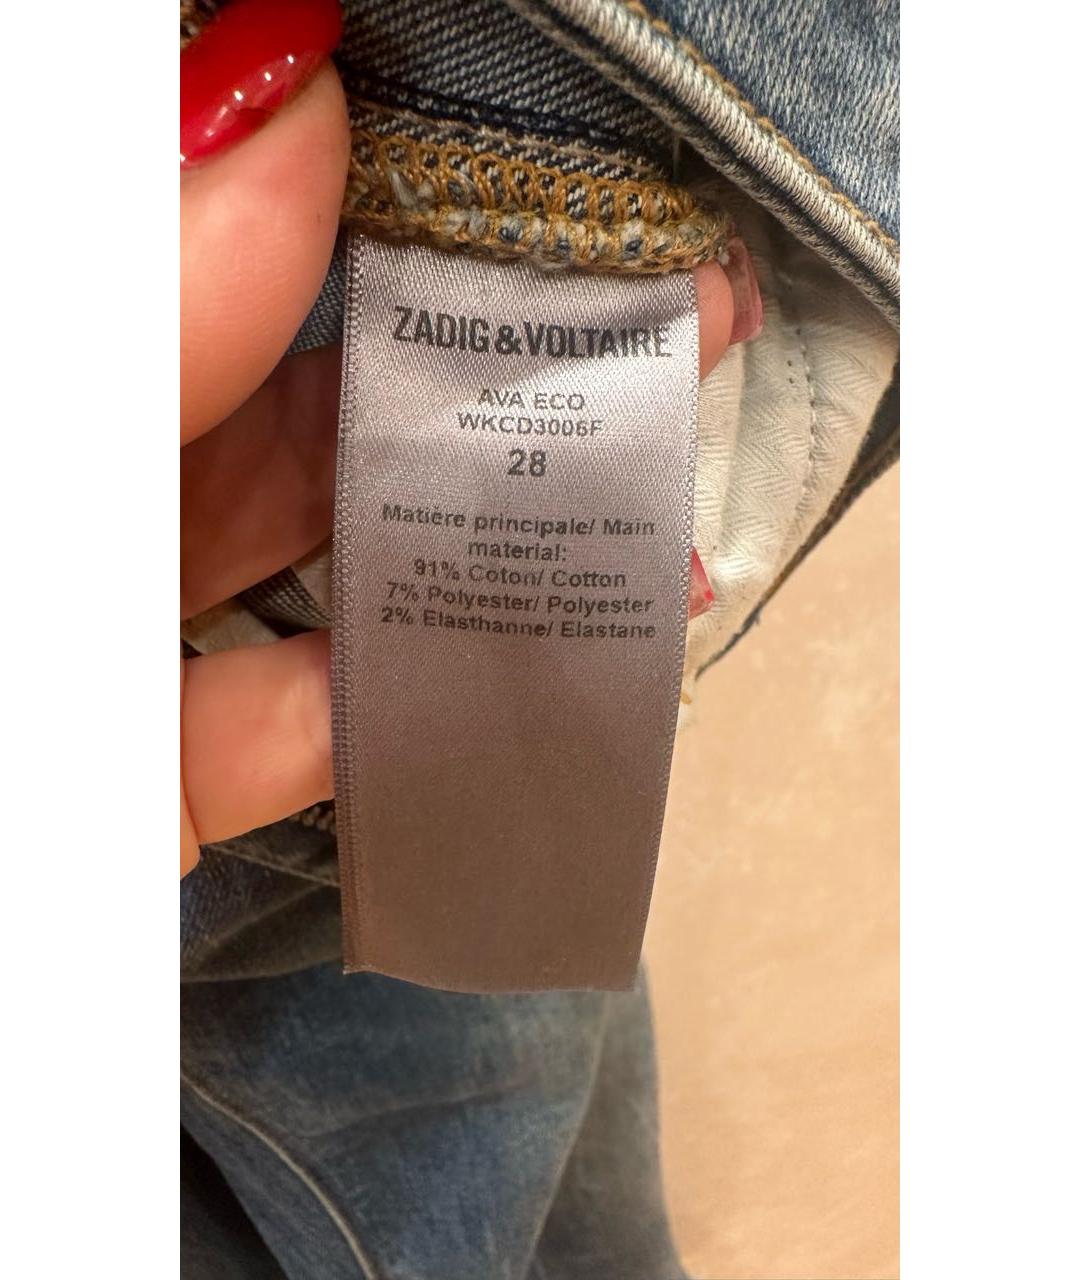 ZADIG&VOLTAIRE
AVA ECO
WKCD3006F
28
Matière principale/ Main
material:
91% Coton/ Cotton
7% Polyester/ Polyester
2% Elasthanne/ Elastane